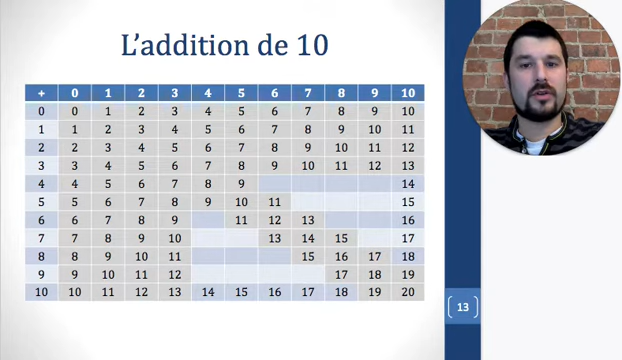 L'addition de 10
+ 0 1 2 3 4 5 6 7 8 9 10
0 0 1 2 3 4 5 6 7 8 9 10
1 1 2 3 4 5 6 7 8 9 10 11
2 2 3 4 5 6 7 8 9 10 11 12
3 3 4 5 6 7 8 9 10 11 12 13
4 4 5 6 7 8 9 14
5 5 6 7 8 9 10 11 15
6 6 7 8 9 11 12 13 16
7 7 8 9 10 13 14 15 17
8 8 9 10 11 15 16 17 18
9 9 10 11 12 17 18 19
10 10 11 12 13 14 15 16 17 18 19 20
13